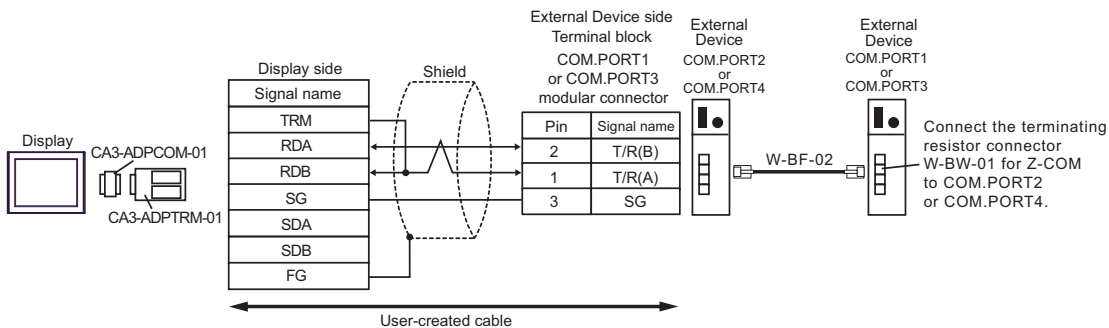 Display
CA3-ADPCOM-01
CA3-ADPTRM-01
Display side
Signal name
TRM
RDA
RDB
SG
SDA
SDB
FG
Shield
User-created cable
External Device side
Terminal block
COM.PORT1
or COM.PORT3
modular connector
Pin Signal name
2 T/R(B)
1 T/R(A)
3 SG
External
Device
COM.PORT2
or
COM.PORT4
W-BF-02
External
Device
COM.PORT1
or
COM.PORT3
Connect the terminating
resistor connector
W-BW-01 for Z-COM
to COM.PORT2
or COM.PORT4.